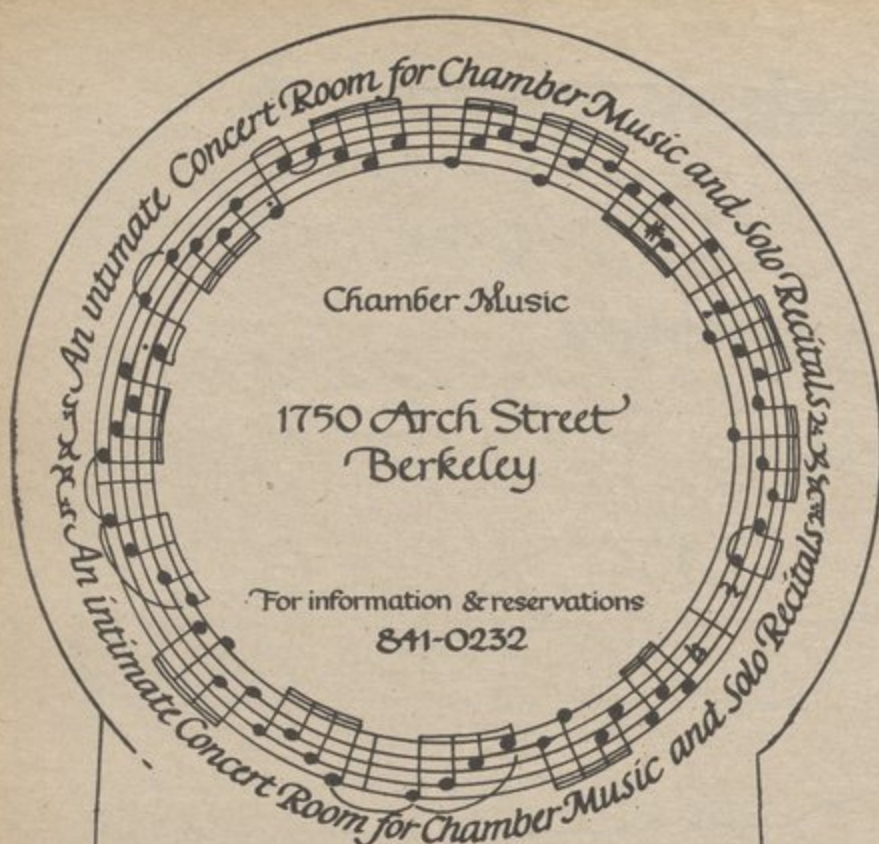 An intimate Concert Room for Chamber Music and Solo Recitals
Chamber Music
1750 Arch Street
Berkeley
For information & reservations
841-0232
An intimate Concert Room for Chamber Music and Solo Recitals